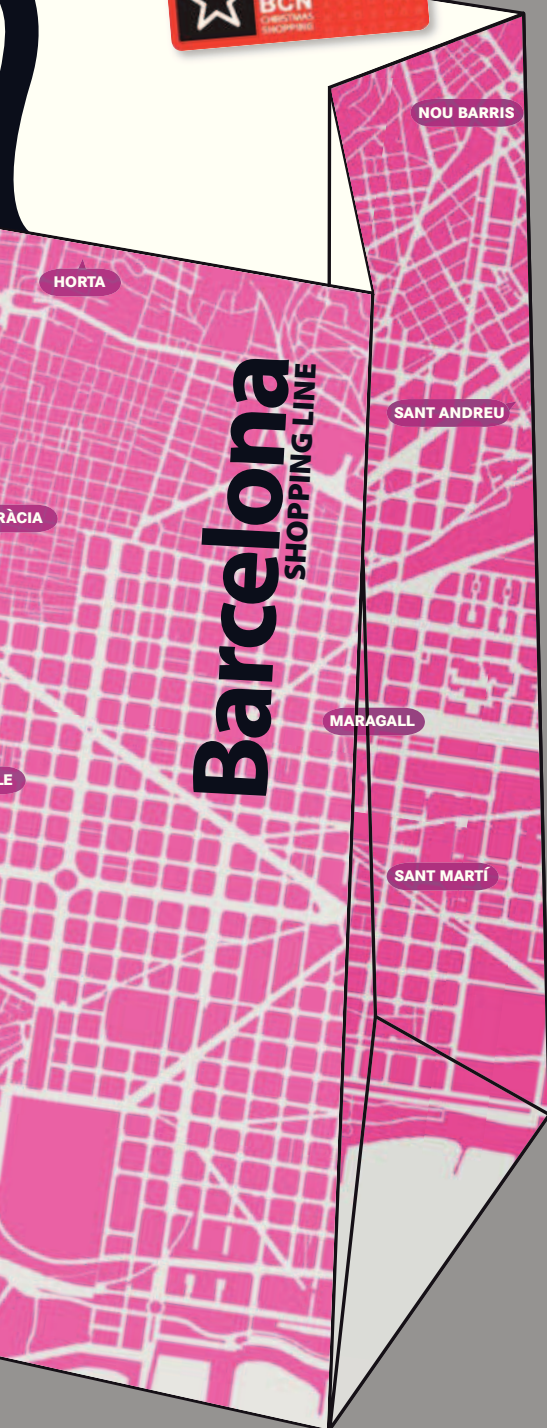 BCN
CHRISTMAS
SHOPPING
NOU BARRIS
HORTA
SANT ANDREU
Barcelona
SHOPPING LINE
RÀCIA
MARAGALL
LE
SANT MARTÍ